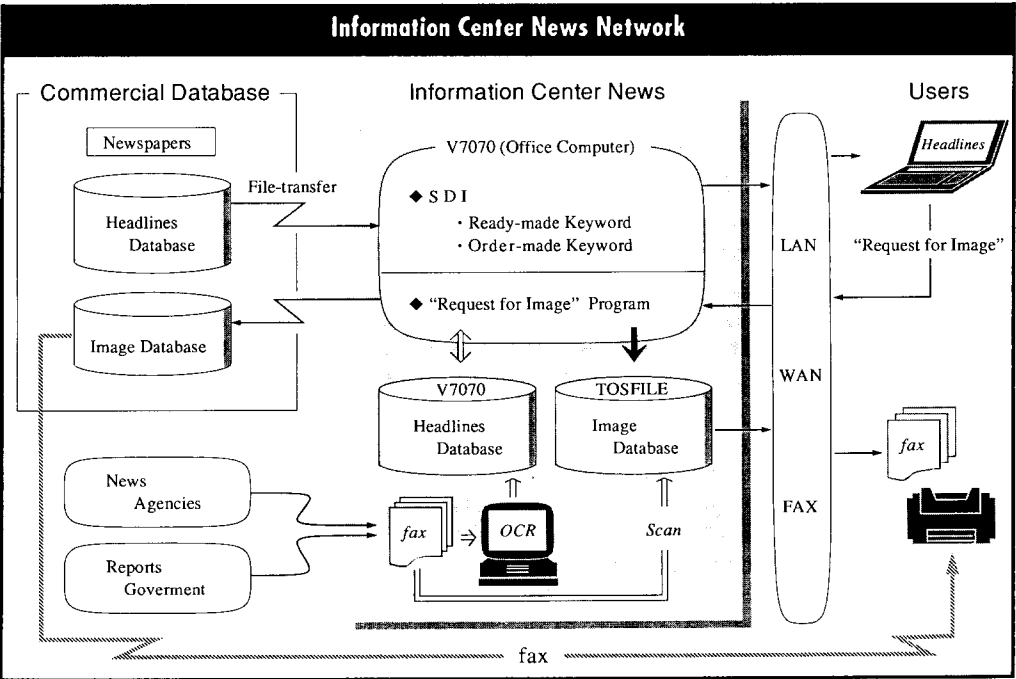 Information Center News Network
Commercial Database
Newspapers
Headlines
Database
File-transfer
Image Database
News
Agencies
Reports
Goverment
Information Center News
V7070 (Office Computer)
◆ S D I
・Ready-made Keyword
・Order-made Keyword
◆ “Request for Image” Program
V7070
Headlines
Database
TOSFILE
Image
Database
fax
OCR
Scan
LAN
WAN
FAX
Users
Headlines
“Request for Image”
fax
fax